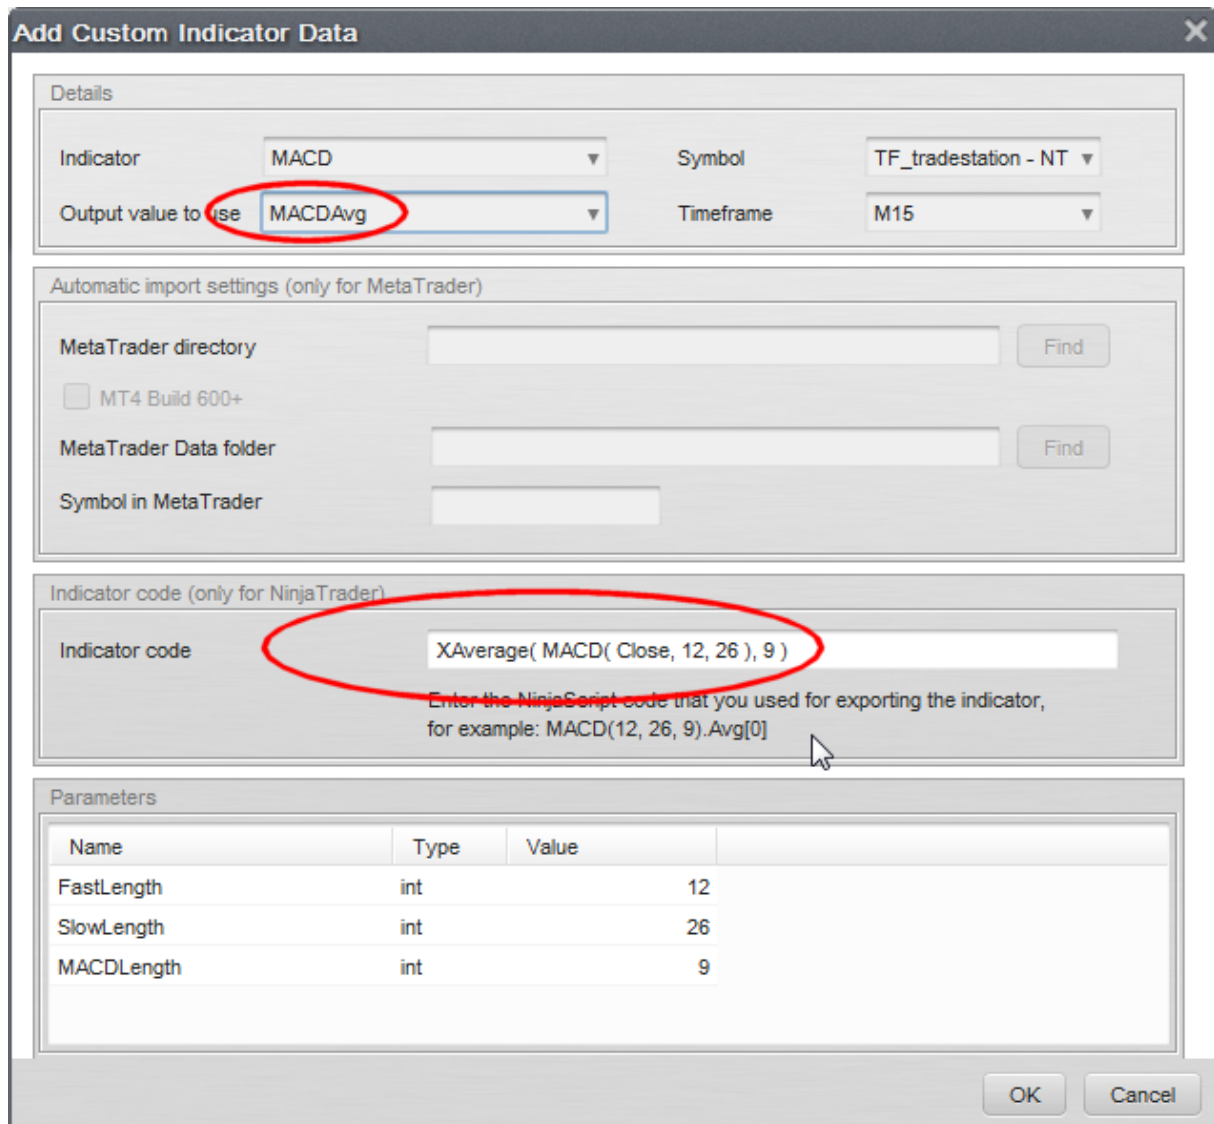 Add Custom Indicator Data
Details
Indicator MACD Symbol TF_tradestation - NT
Output value to use MACDAvg Timeframe M15
Automatic import settings (only for MetaTrader)
MetaTrader directory Find
MT4 Build 600+
MetaTrader Data folder Find
Symbol in MetaTrader
Indicator code (only for NinjaTrader)
Indicator code XAverage( MACD( Close, 12, 26 ), 9 )
Enter the NinjaScript code that you used for exporting the indicator,
for example: MACD(12, 26, 9).Avg[0]
Parameters
Name Type Value
FastLength int 12
SlowLength int 26
MACDLength int 9
OK Cancel